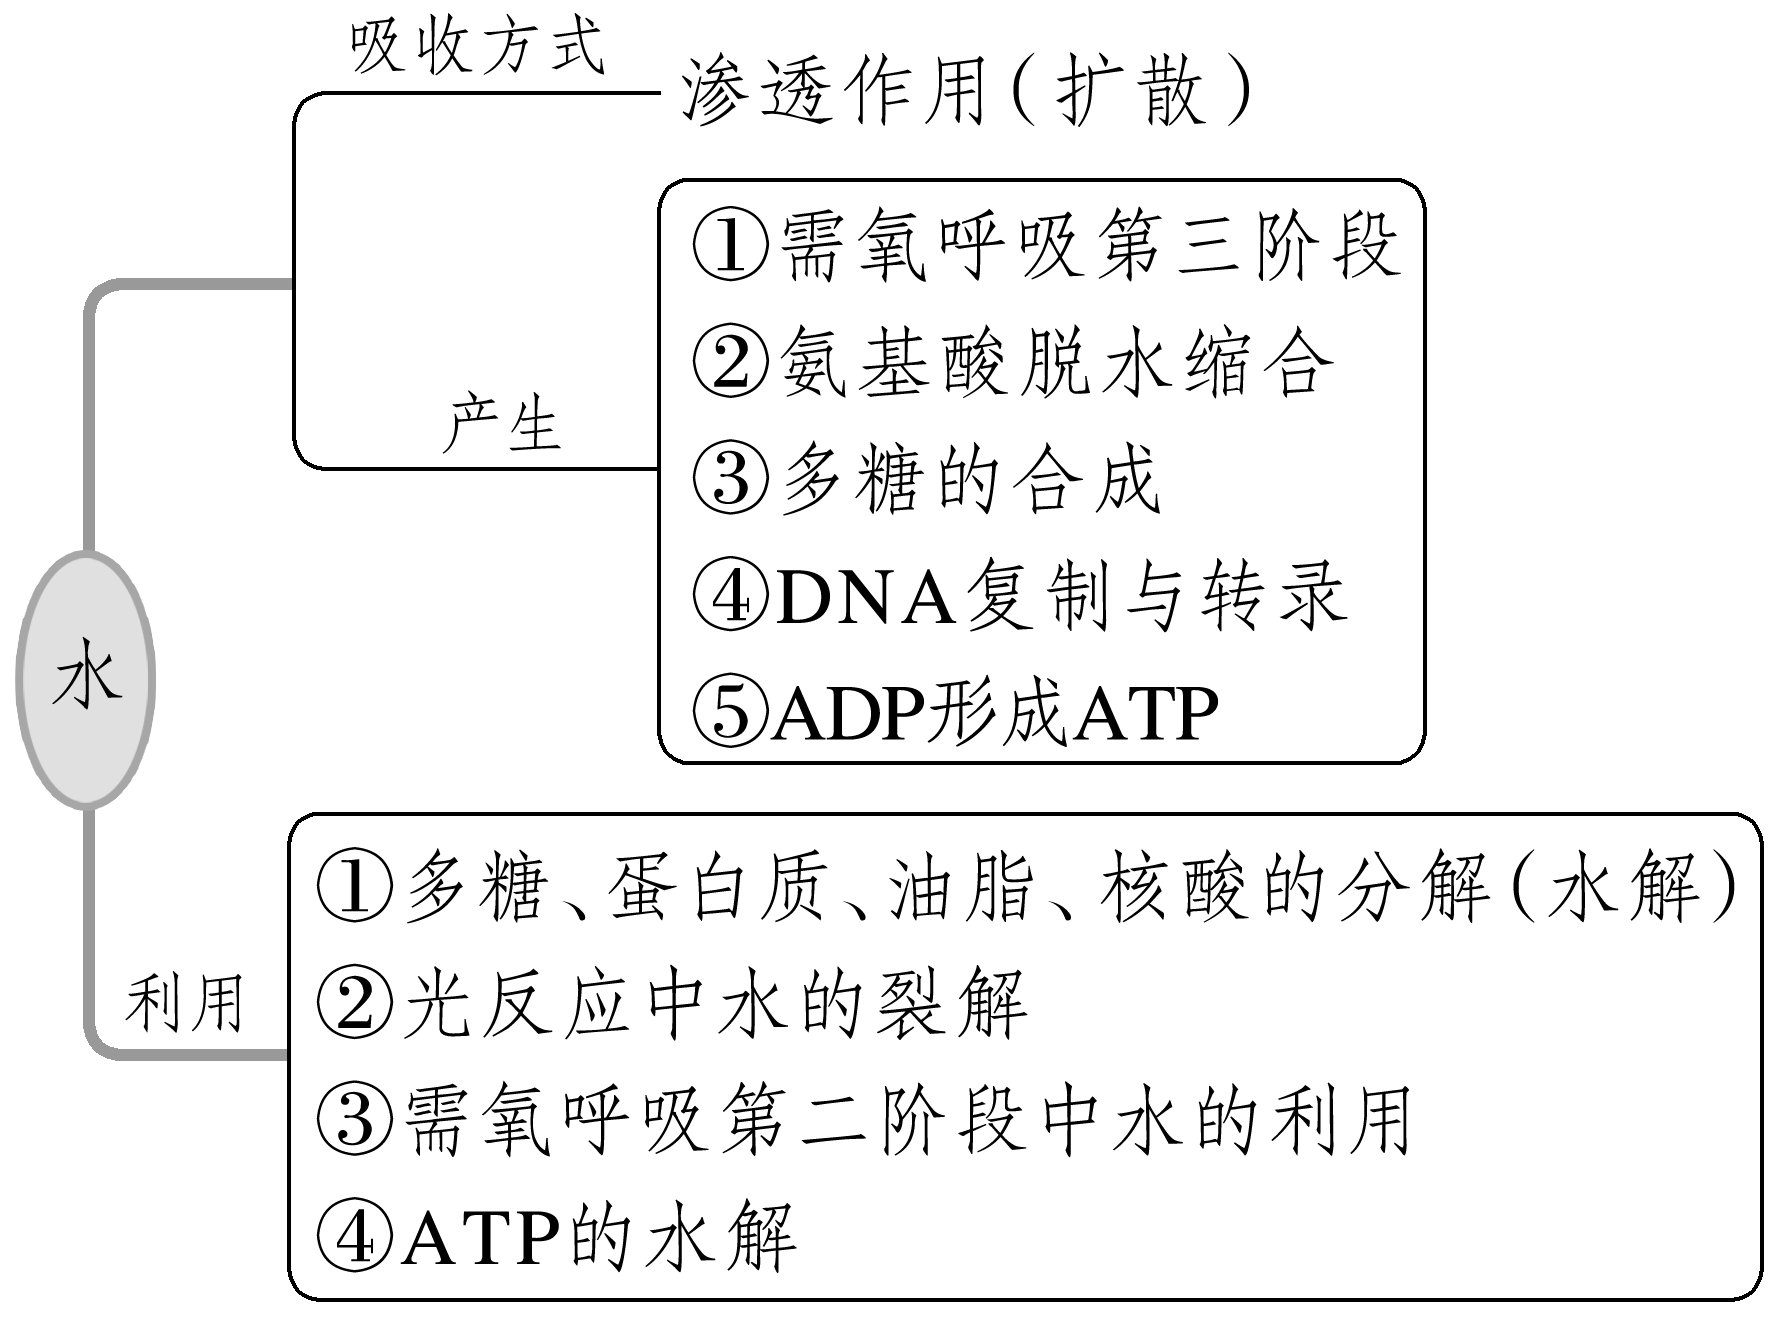 吸收方式
渗透作用(扩散)
①需氧呼吸第三阶段
②氨基酸脱水缩合
③多糖的合成
④DNA复制与转录
⑤ADP形成ATP
产生
水
①多糖、蛋白质、油脂、核酸的分解(水解)
②光反应中水的裂解
③需氧呼吸第二阶段中水的利用
④ATP的水解
利用